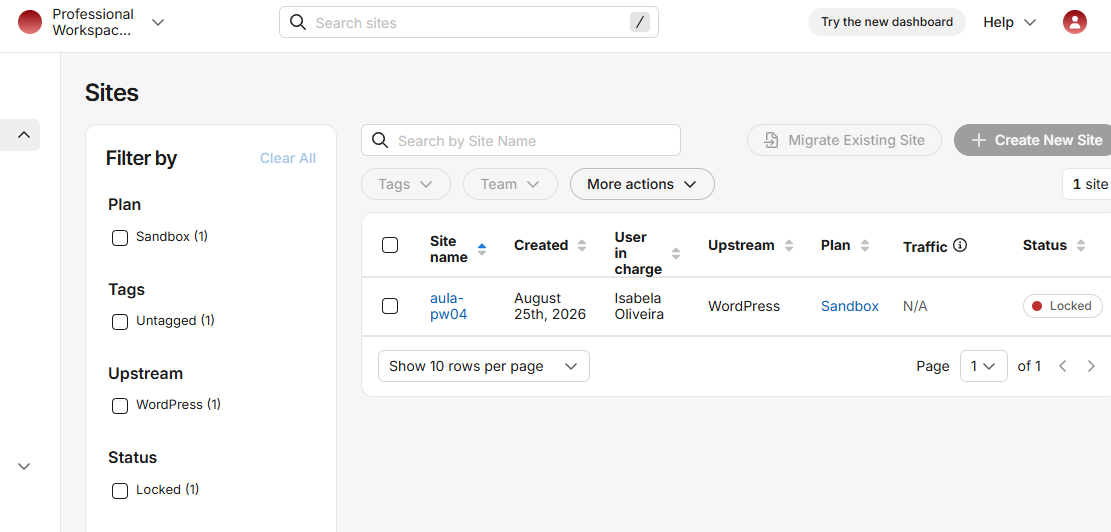 Professional
Workspac...
Search sites
/
Try the new dashboard
Help
Sites
Filter by
Clear All
Plan
Sandbox (1)
Tags
Untagged (1)
Upstream
WordPress (1)
Status
Locked (1)
Search by Site Name
Migrate Existing Site
Create New Site
Tags
Team
More actions
1 site
Site
name
Created
User
in
charge
Upstream
Plan
Traffic
Status
aula-
pw04
August
25th, 2026
Isabela
Oliveira
WordPress
Sandbox
N/A
Locked
Show 10 rows per page
Page
1
of 1